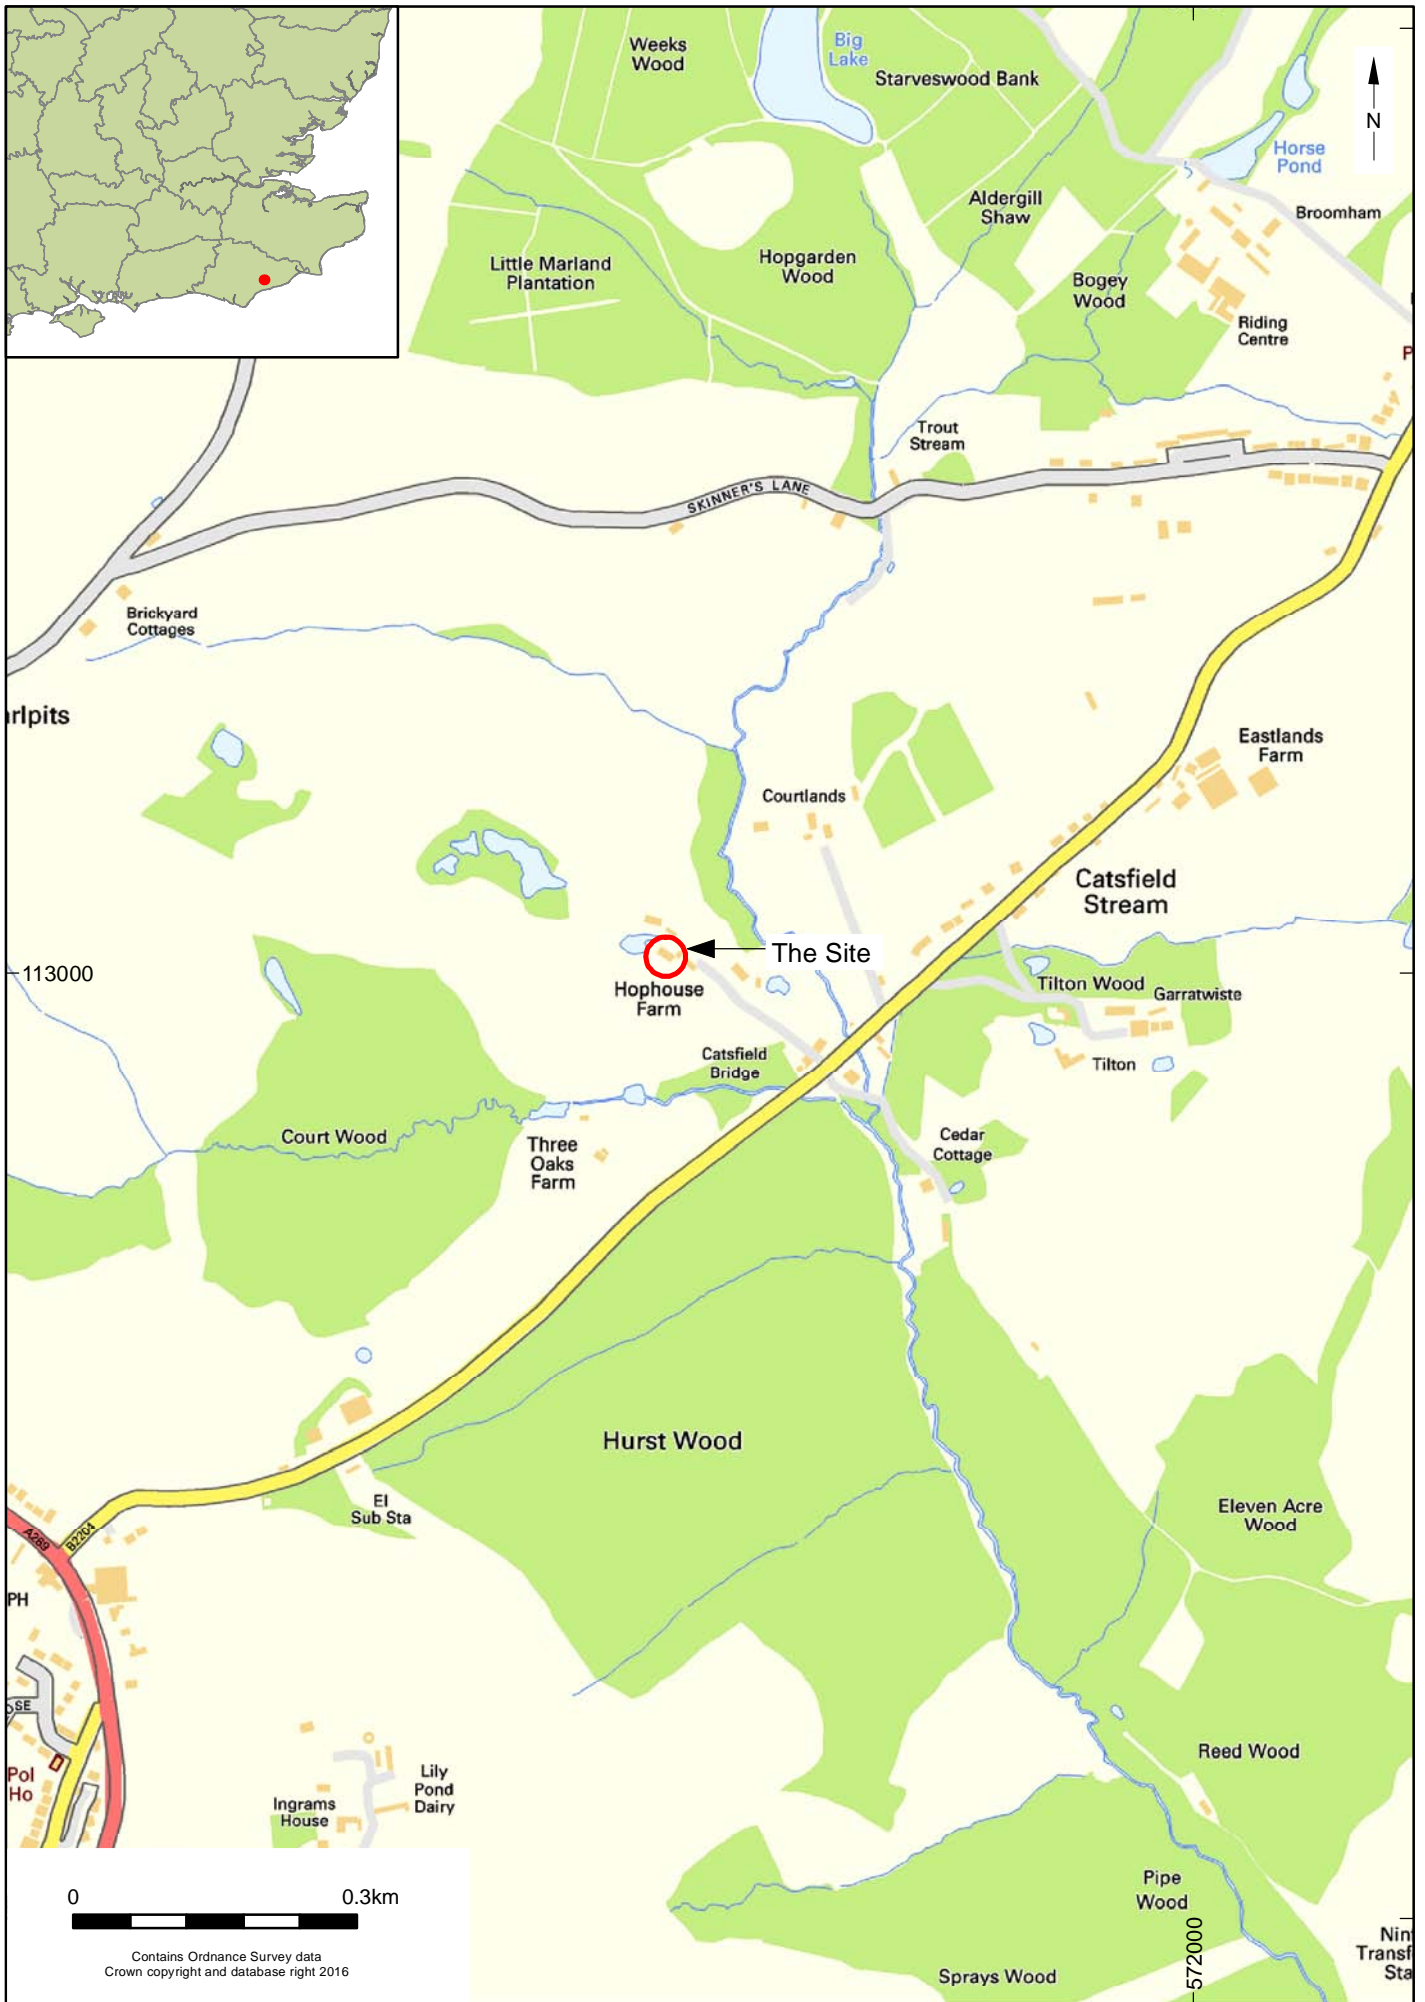 Weeks
Wood
Big
Lake
Starveswood Bank
N
Horse
Pond
Broomham
Aldergill
Shaw
Little Marland
Plantation
Hopgarden
Wood
Bogey
Wood
Riding
Centre
P
Trout
Stream
SKINNER'S LANE
Brickyard
Cottages
arlpits
Eastlands
Farm
Courtlands
Catsfield
Stream
The Site
113000
Hophouse
Farm
Tilton Wood
Garratwiste
Catsfield
Bridge
Tilton
Court Wood
Three
Oaks
Farm
Cedar
Cottage
Hurst Wood
El
Sub Sta
Eleven Acre
Wood
A269
B2204
PH
OSE
Pol
Ho
Reed Wood
Lily
Pond
Dairy
Ingrams
House
Pipe
Wood
0 0.3km
Contains Ordnance Survey data
Crown copyright and database right 2016
572000
Nin
Transf
Sta
Sprays Wood